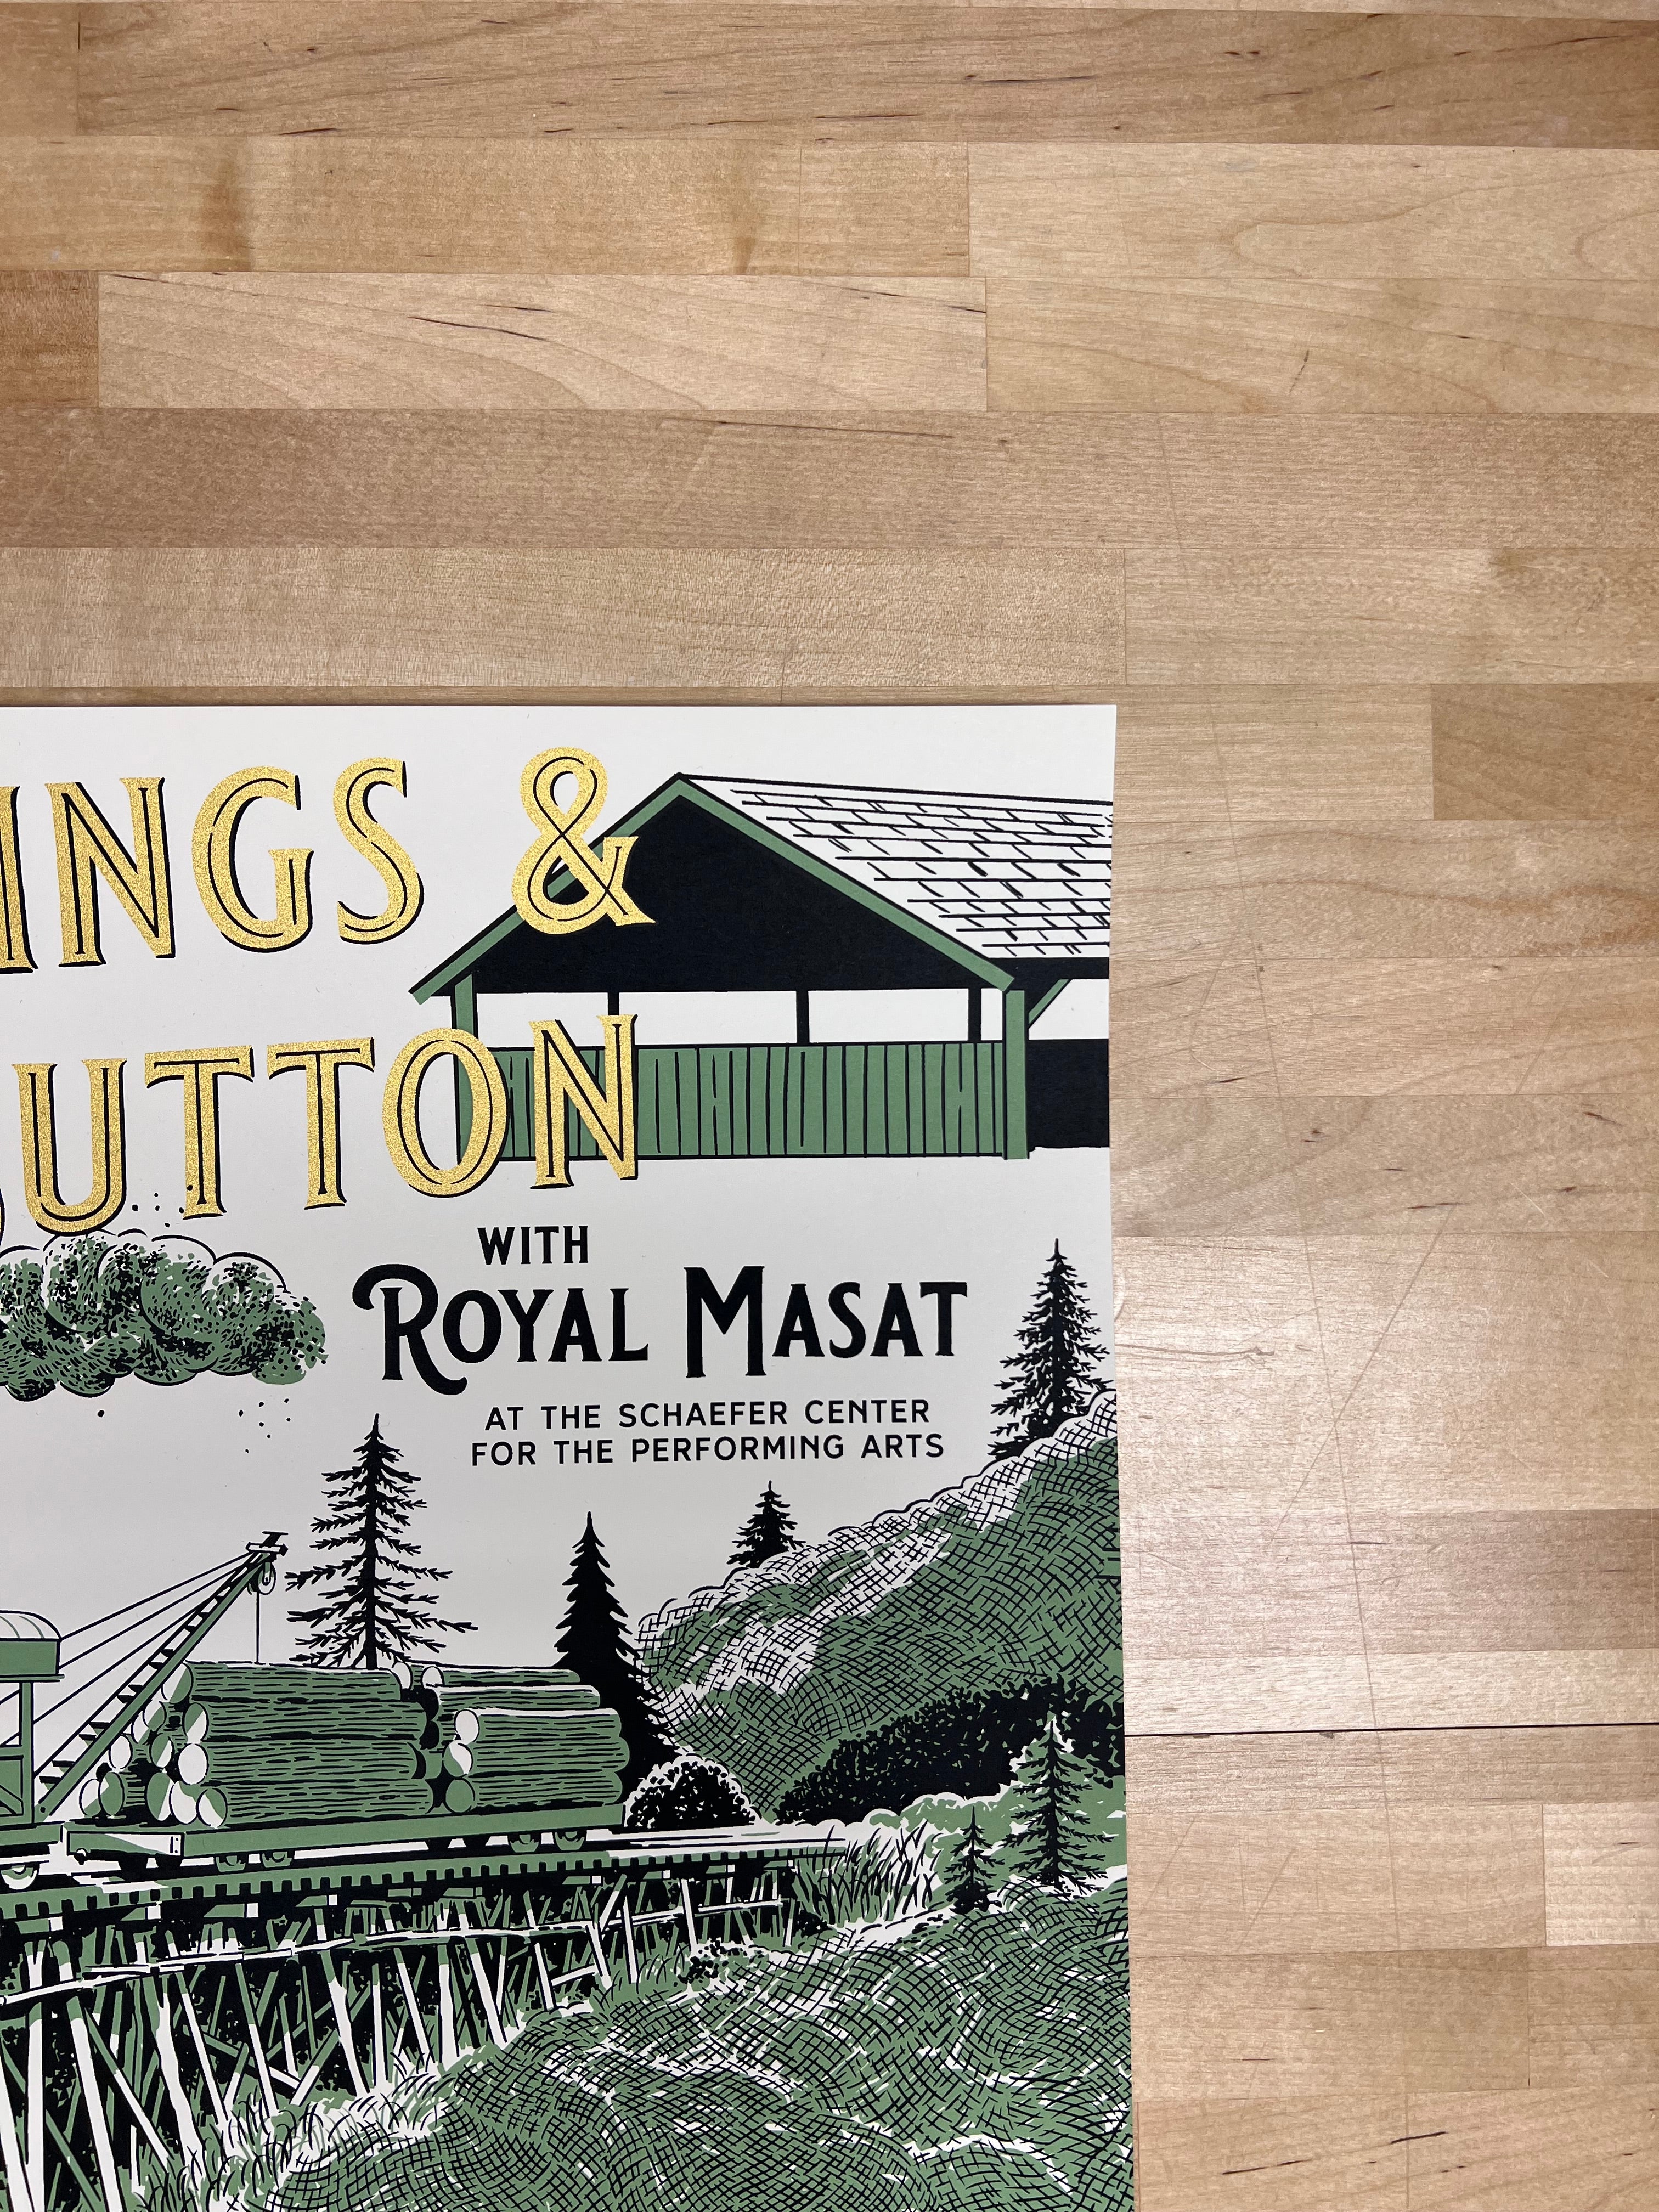 INGS &
UTTON
WITH
ROYAL MASAT
AT THE SCHAEFER CENTER
FOR THE PERFORMING ARTS